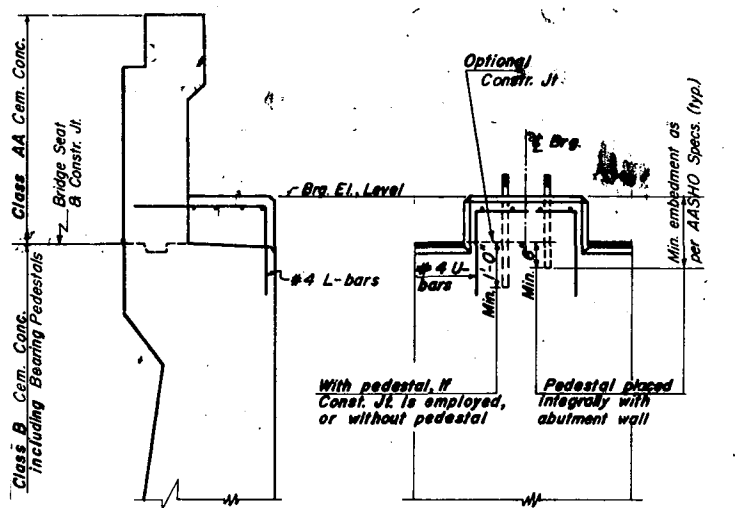 Class AA Cem. Conc.
Bridge Seat
& Constr. Jt.
Class B Cem. Conc.
including Bearing Pedestals
#4 L-bars
Brg. El., Level
Optional
Constr. Jt.
℄ Brg.
#4 U-
bars
Min. 1'-0"
Min. 6"
Min. embedment as
per AASHO Specs. (typ.)
With pedestal, if
Const. Jt. is employed,
or without pedestal
Pedestal placed
integrally with
abutment wall